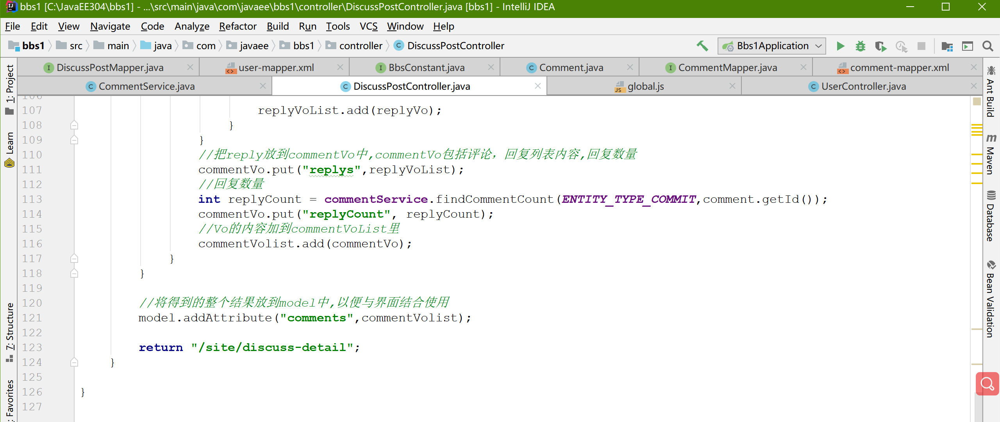 bbs1 [C:\JavaEE304\bbs1] - ...\src\main\java\com\javaee\bbs1\controller\DiscussPostController.java [bbs1] - IntelliJ IDEA
File Edit View Navigate Code Analyze Refactor Build Run Tools VCS Window Help
bbs1 src main java com javaee bbs1 controller DiscussPostController Bbs1Application
DiscussPostMapper.java user-mapper.xml BbsConstant.java Comment.java CommentMapper.java comment-mapper.xml
CommentService.java DiscussPostController.java global.js UserController.java
1: Project
Learn
7: Structure
: Favorites
106
107 replyVoList.add(replyVo);
108 }
109 }
110 //把reply放到commentVo中,commentVo包括评论，回复列表内容,回复数量
111 commentVo.put("replys",replyVoList);
112 //回复数量
113 int replyCount = commentService.findCommentCount(ENTITY_TYPE_COMMIT,comment.getId());
114 commentVo.put("replyCount", replyCount);
115 //Vo的内容加到commentVoList里
116 commentVolist.add(commentVo);
117 }
118 }
119
120 //将得到的整个结果放到model中,以便与界面结合使用
121 model.addAttribute("comments",commentVolist);
122
123 return "/site/discuss-detail";
124 }
125
126 }
127
Ant Build
Maven
Database
Bean Validation